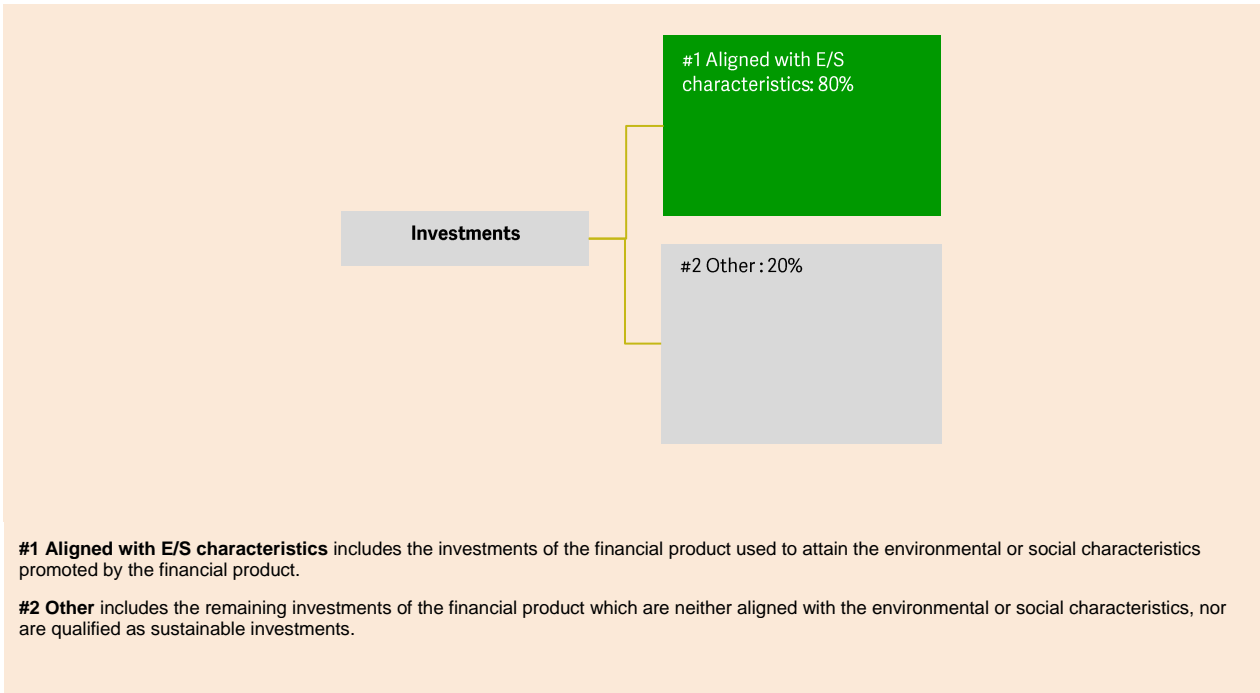 #1 Aligned with E/S
characteristics: 80%
Investments
#2 Other : 20%
#1 Aligned with E/S characteristics includes the investments of the financial product used to attain the environmental or social characteristics
promoted by the financial product.
#2 Other includes the remaining investments of the financial product which are neither aligned with the environmental or social characteristics, nor
are qualified as sustainable investments.